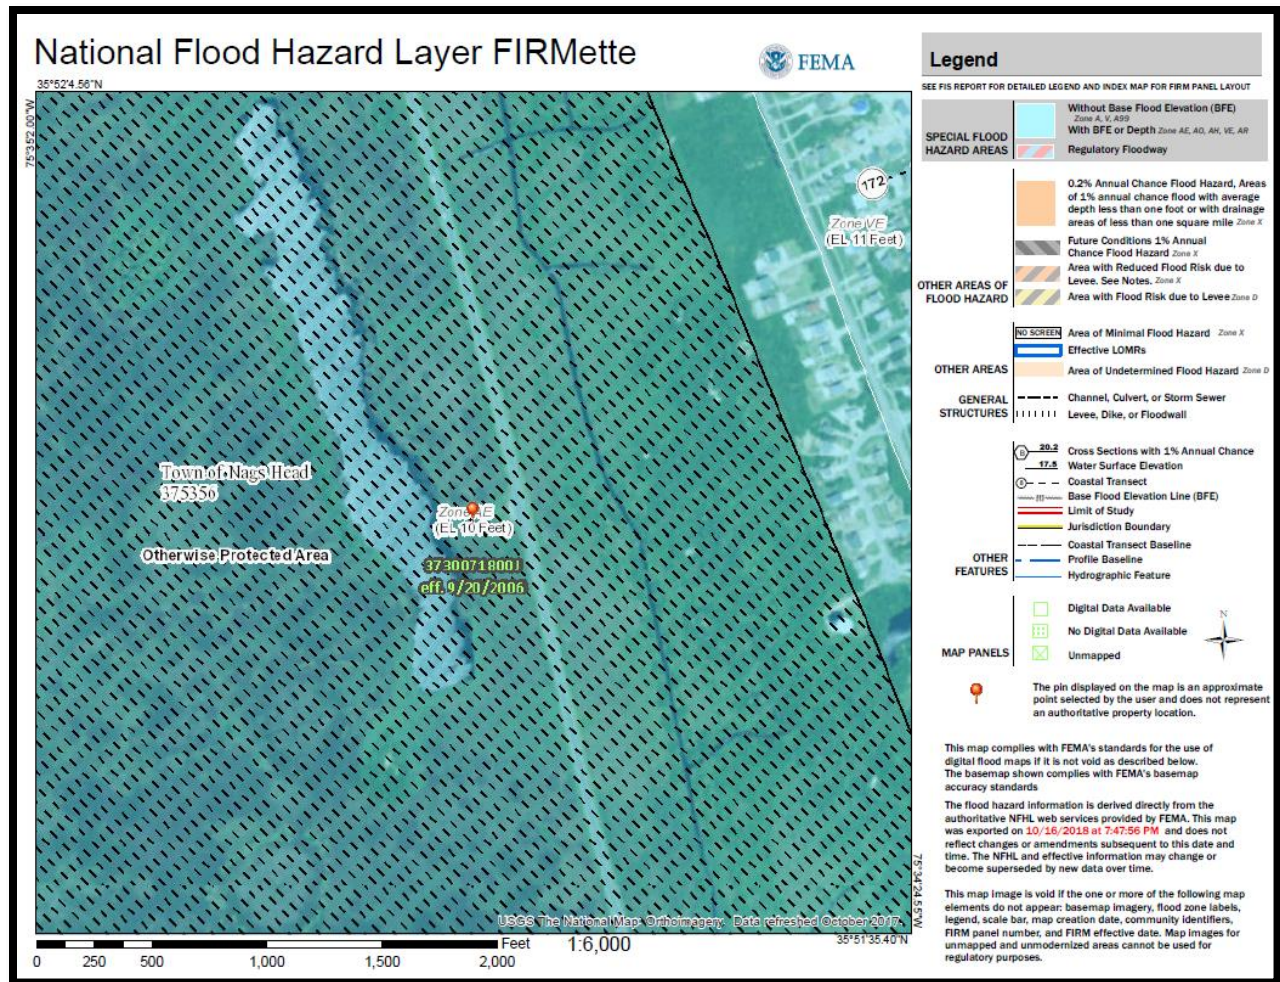 National Flood Hazard Layer FIRMette
FEMA
35°52'4.56"N
75°35'2.00"W
172
Zone VE
(EL 11 Feet)
Town of Nags Head
375356
Zone AE
(EL 10 Feet)
Otherwise Protected Area
3730071800J
eff. 9/20/2006
USGS The National Map: Orthoimagery. Data refreshed October 2017.
75°34'24.55"W
35°51'35.40"N
Feet
1:6,000
0
250
500
1,000
1,500
2,000
Legend
SEE FIS REPORT FOR DETAILED LEGEND AND INDEX MAP FOR FIRM PANEL LAYOUT
SPECIAL FLOOD
HAZARD AREAS
Without Base Flood Elevation (BFE)
Zone A, V, A99
With BFE or Depth Zone AE, AO, AH, VE, AR
Regulatory Floodway
OTHER AREAS OF
FLOOD HAZARD
0.2% Annual Chance Flood Hazard, Areas
of 1% annual chance flood with average
depth less than one foot or with drainage
areas of less than one square mile Zone X
Future Conditions 1% Annual
Chance Flood Hazard Zone X
Area with Reduced Flood Risk due to
Levee. See Notes. Zone X
Area with Flood Risk due to Levee Zone D
OTHER AREAS
NO SCREEN Area of Minimal Flood Hazard Zone X
Effective LOMRs
Area of Undetermined Flood Hazard Zone D
GENERAL
STRUCTURES
Channel, Culvert, or Storm Sewer
Levee, Dike, or Floodwall
OTHER
FEATURES
B 20.2 Cross Sections with 1% Annual Chance
17.5 Water Surface Elevation
8 Coastal Transect
513 Base Flood Elevation Line (BFE)
Limit of Study
Jurisdiction Boundary
Coastal Transect Baseline
Profile Baseline
Hydrographic Feature
MAP PANELS
Digital Data Available
No Digital Data Available
Unmapped
N
The pin displayed on the map is an approximate
point selected by the user and does not represent
an authoritative property location.
This map complies with FEMA's standards for the use of
digital flood maps if it is not void as described below.
The basemap shown complies with FEMA's basemap
accuracy standards
The flood hazard information is derived directly from the
authoritative NFHL web services provided by FEMA. This map
was exported on 10/16/2018 at 7:47:56 PM and does not
reflect changes or amendments subsequent to this date and
time. The NFHL and effective information may change or
become superseded by new data over time.
This map image is void if the one or more of the following map
elements do not appear: basemap imagery, flood zone labels,
legend, scale bar, map creation date, community identifiers,
FIRM panel number, and FIRM effective date. Map images for
unmapped and unmodernized areas cannot be used for
regulatory purposes.